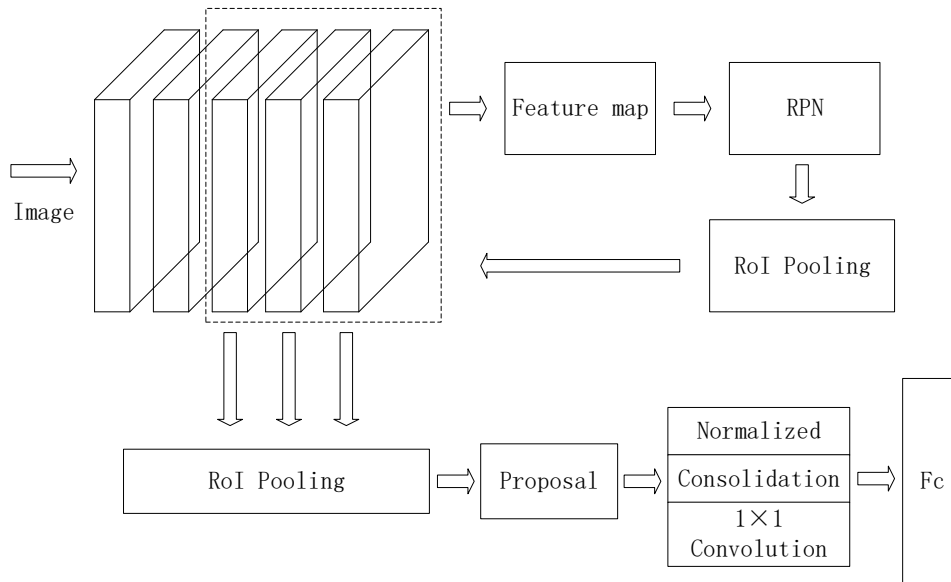 Feature map
RPN
Image
RoI Pooling
RoI Pooling
Proposal
Normalized
Consolidation
1×1
Convolution
Fc